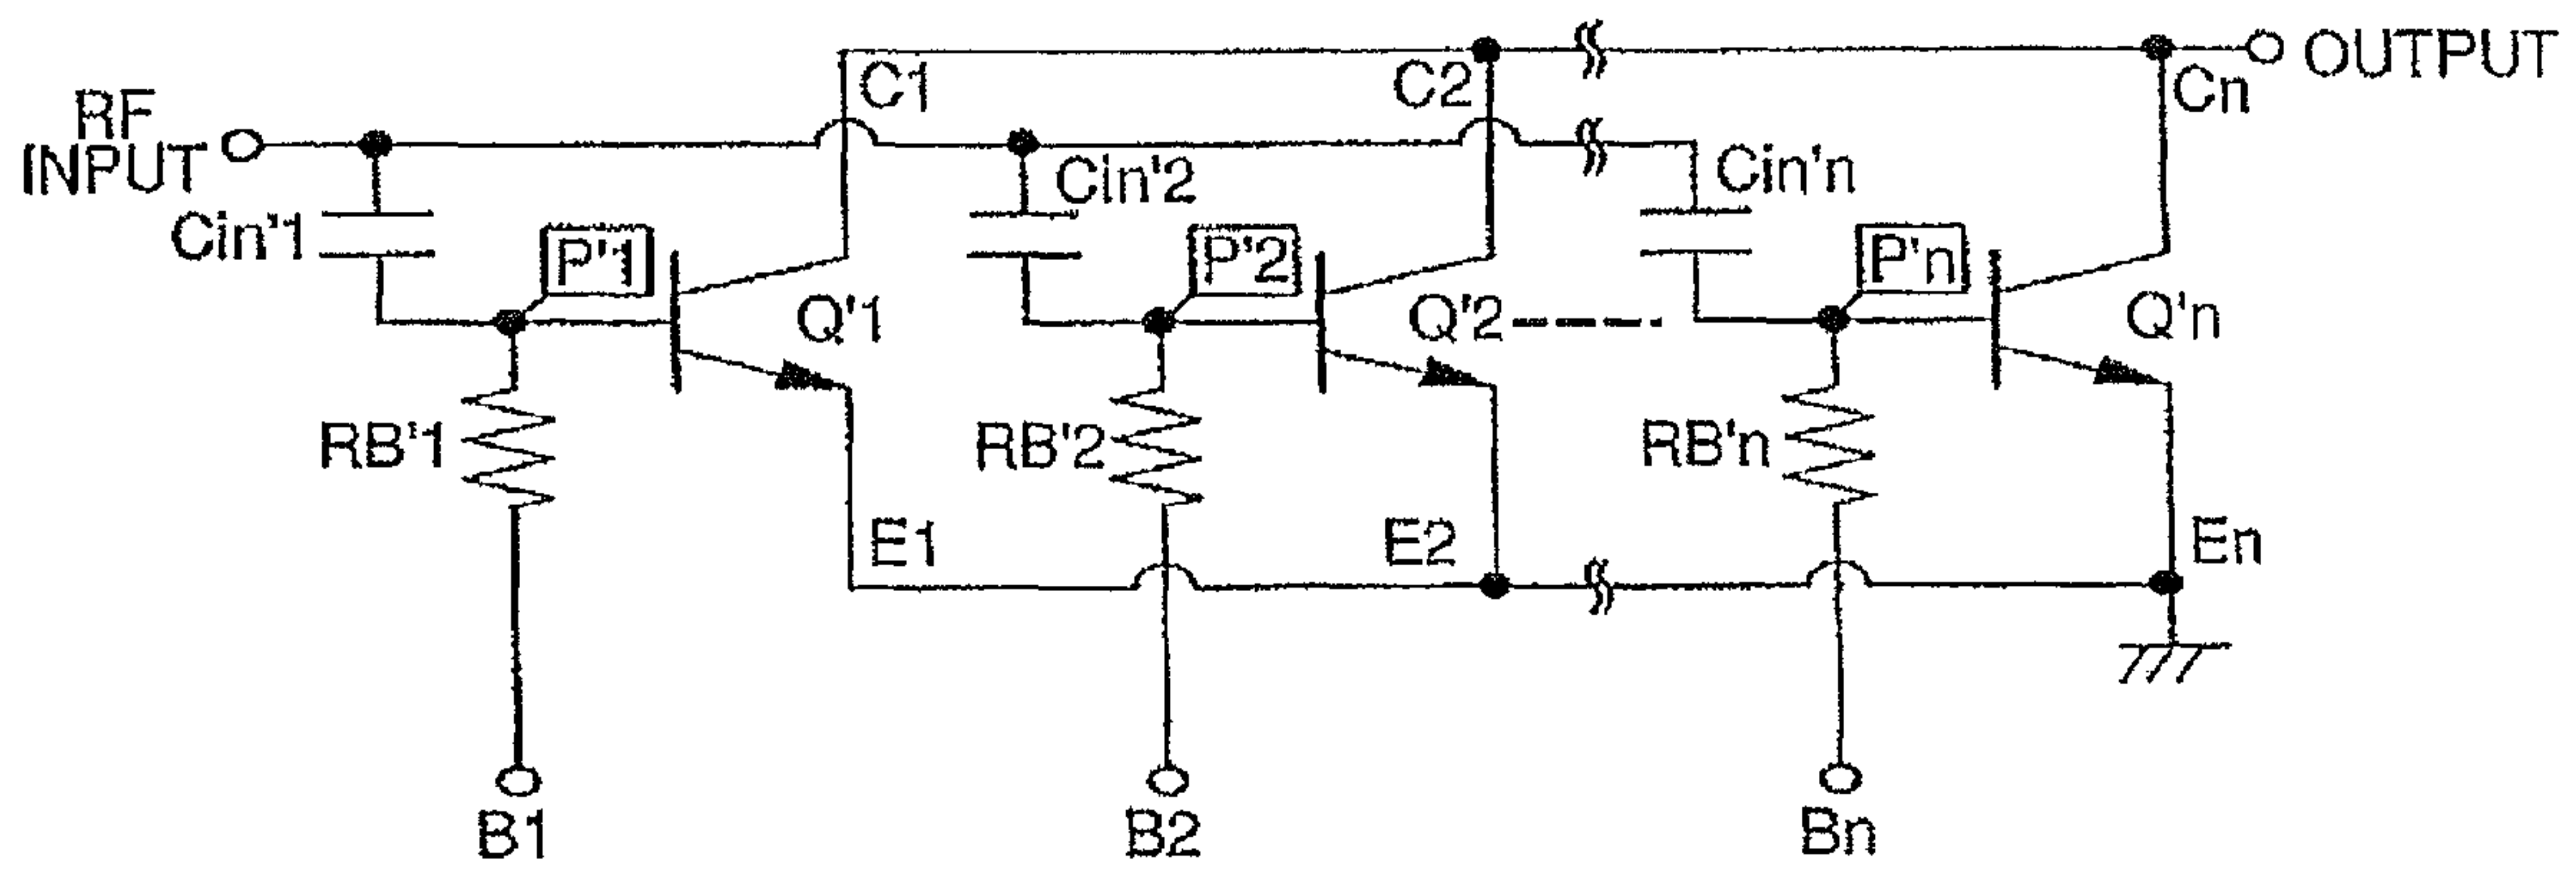 OUTPUT
C1
C2
Cn
RF
INPUT
Cin'1
Cin'2
Cin'n
P'1
P'2
P'n
Q'1
Q'2
Q'n
RB'1
RB'2
RB'n
E1
E2
En
B1
B2
Bn